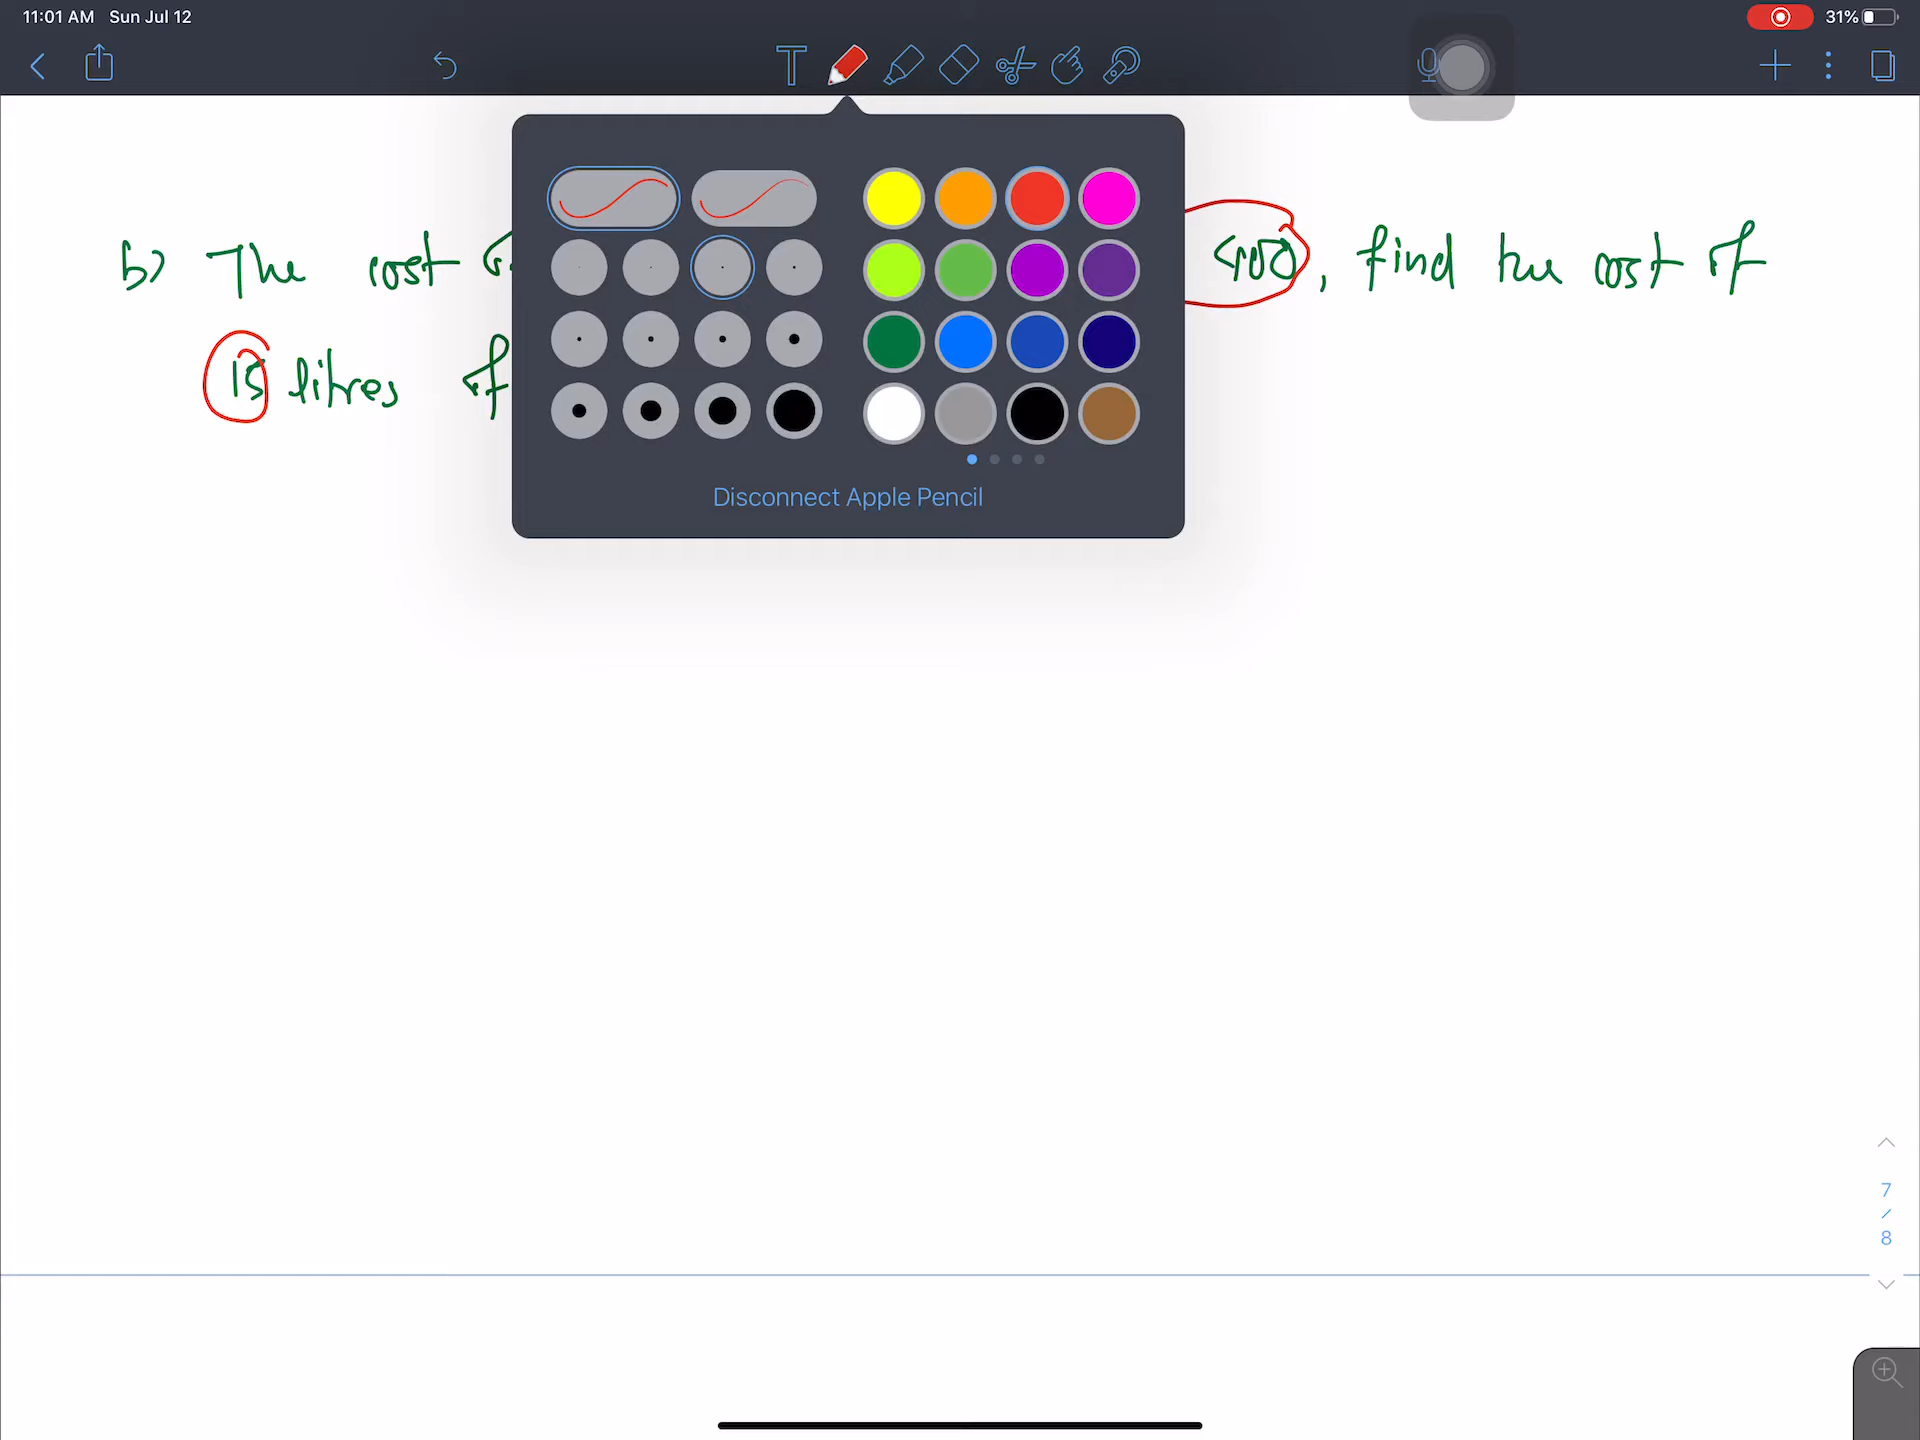 11:01 AM Sun Jul 12
31%
b) The cost 400, find the cost of
15 litres of
Disconnect Apple Pencil
7
/
8